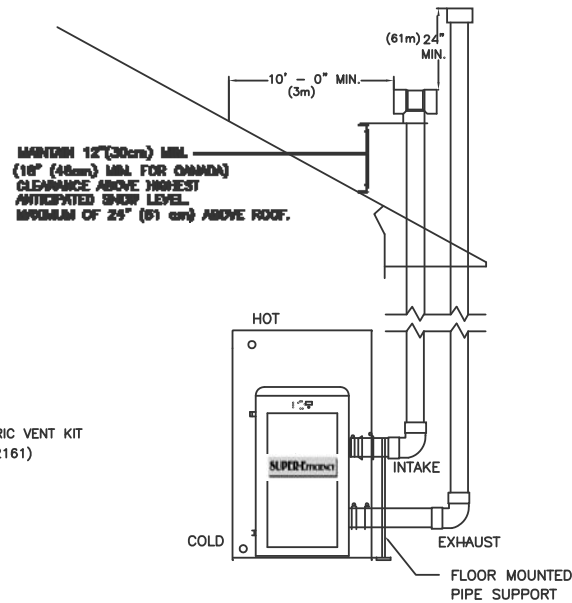 (61m) 24"
MIN.
10' - 0" MIN.
(3m)
MAINTAIN 12"(30cm) MIN.
(18" (46cm) MIN. FOR CANADA)
CLEARANCE ABOVE HIGHEST
ANTICIPATED SNOW LEVEL.
MAXIMUM OF 24" (61 cm) ABOVE ROOF.
HOT
RIC VENT KIT
2161)
SUPER-EFFICIENCY
INTAKE
COLD
EXHAUST
FLOOR MOUNTED
PIPE SUPPORT